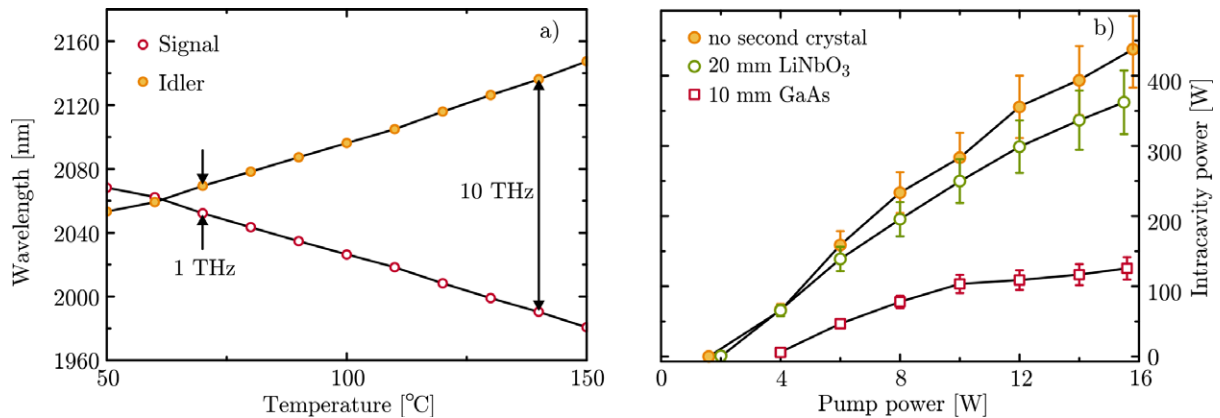 a)
Signal
Idler
10 THz
1 THz
Wavelength [nm]
2160
2120
2080
2040
2000
1960
50
100
150
Temperature [°C]
b)
no second crystal
20 mm LiNbO₃
10 mm GaAs
Intracavity power [W]
400
300
200
100
0
0
4
8
12
16
Pump power [W]